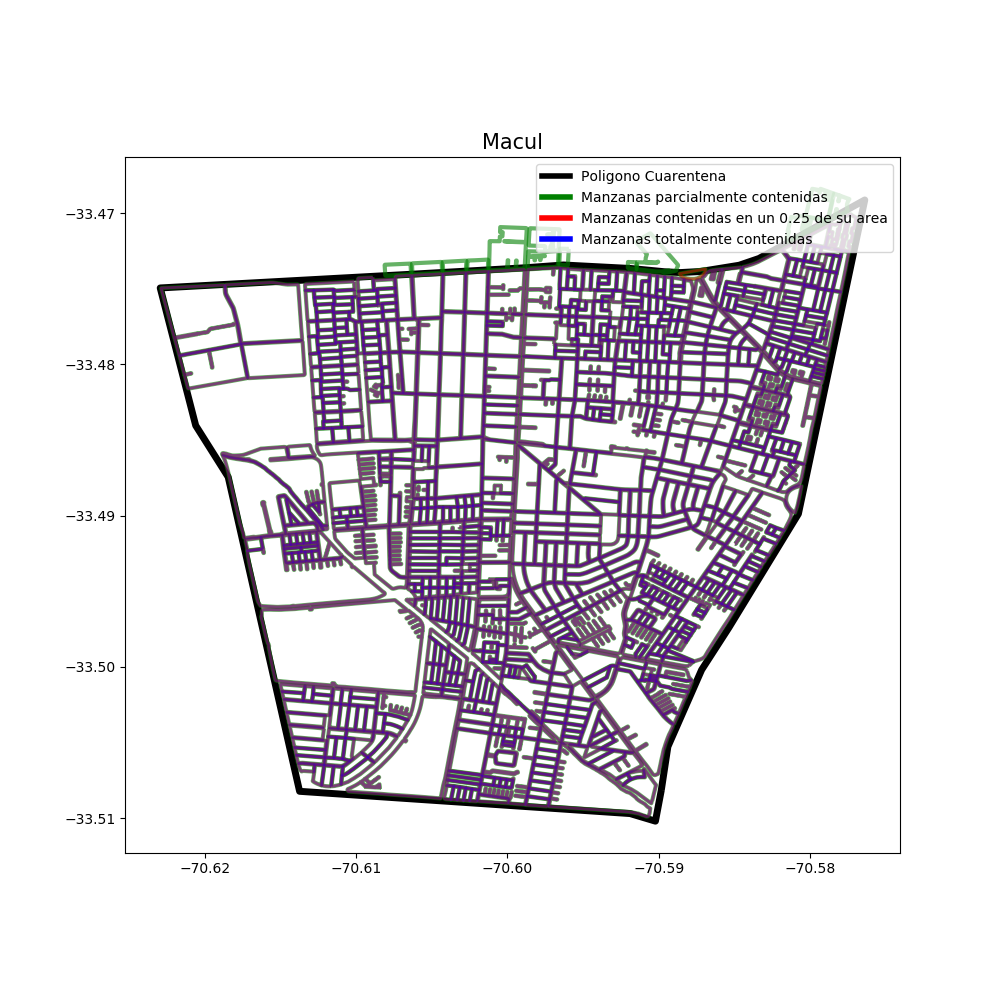 Macul
Poligono Cuarentena
Manzanas parcialmente contenidas
Manzanas contenidas en un 0.25 de su area
Manzanas totalmente contenidas
−33.47
−33.48
−33.49
−33.50
−33.51
−70.62 −70.61 −70.60 −70.59 −70.58